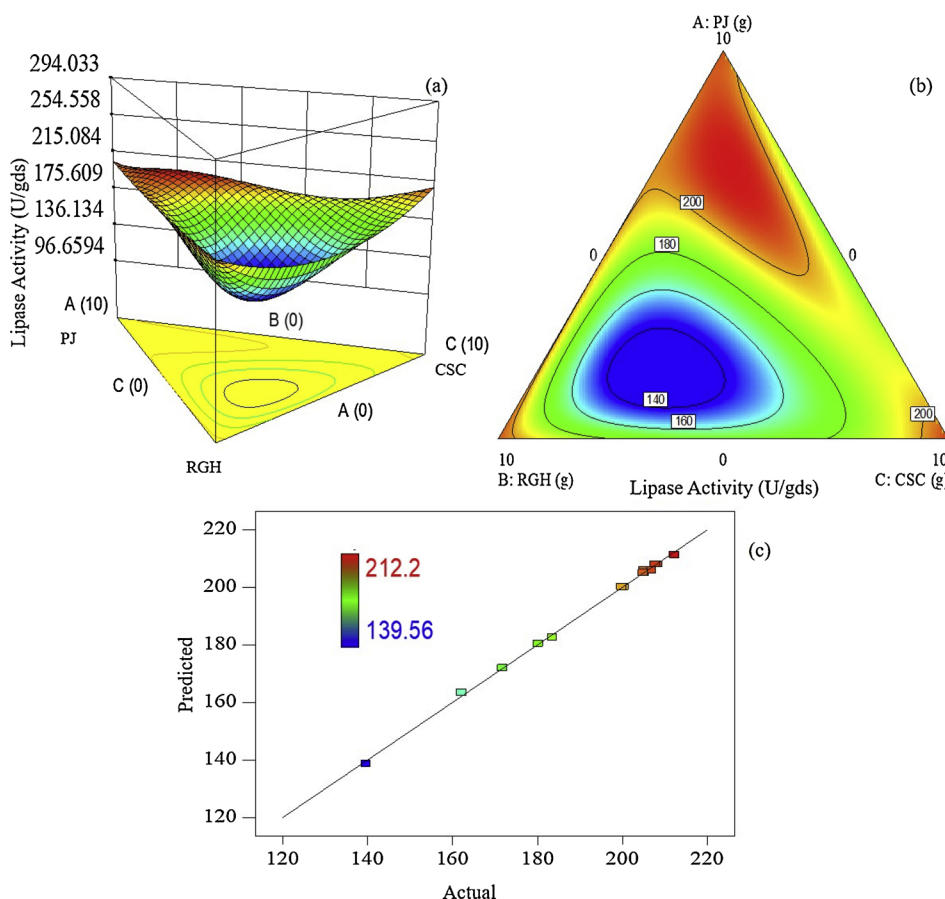 294.033
254.558
215.084
175.609
136.134
96.6594
Lipase Activity (U/gds)
(a)
A (10)
PJ
B (0)
C (10)
CSC
C (0)
A (0)
RGH
A: PJ (g)
10
(b)
200
180
0
0
140
160
200
10
0
10
B: RGH (g)
Lipase Activity (U/gds)
C: CSC (g)
(c)
212.2
139.56
220
200
180
160
140
120
Predicted
120
140
160
180
200
220
Actual